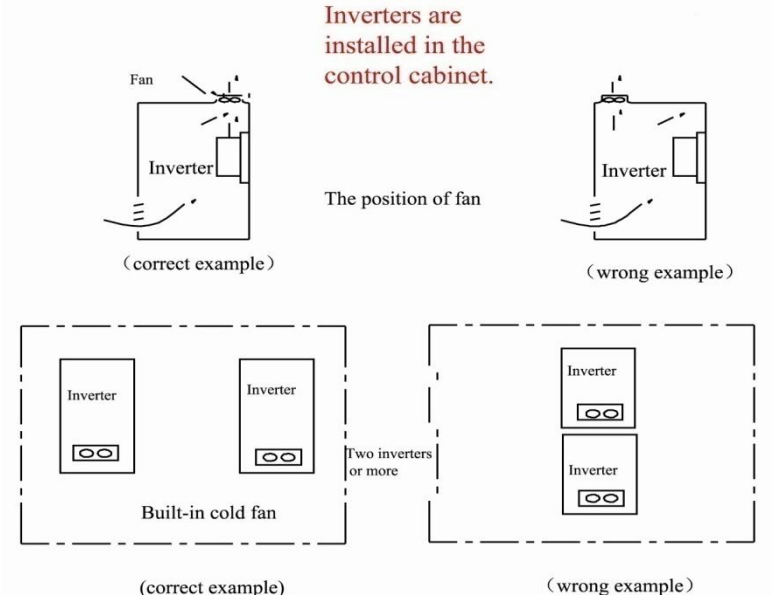 Inverters are
installed in the
control cabinet.
Fan
Inverter
Inverter
The position of fan
（correct example）
（wrong example）
Inverter
Inverter
Inverter
Two inverters
or more
Inverter
Built-in cold fan
(correct example)
（wrong example）